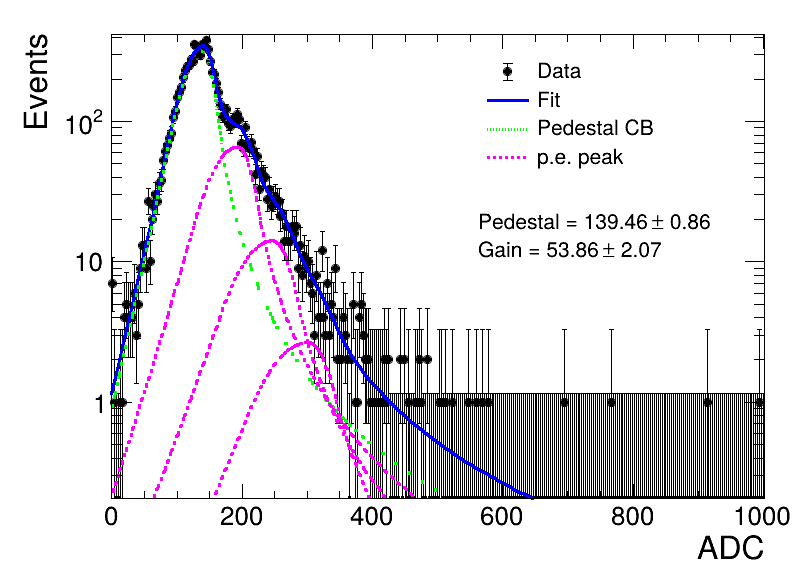 Events
Data
Fit
Pedestal CB
p.e. peak
Pedestal = 139.46 ± 0.86
Gain = 53.86 ± 2.07
10²
10
1
0 200 400 600 800 1000
ADC